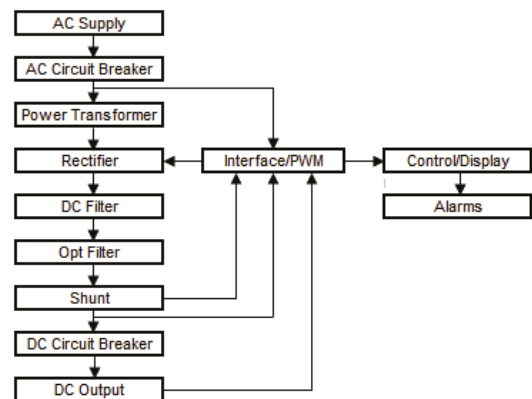 AC Supply
AC Circuit Breaker
Power Transformer
Rectifier
Interface/PWM
Control/Display
DC Filter
Alarms
Opt Filter
Shunt
DC Circuit Breaker
DC Output